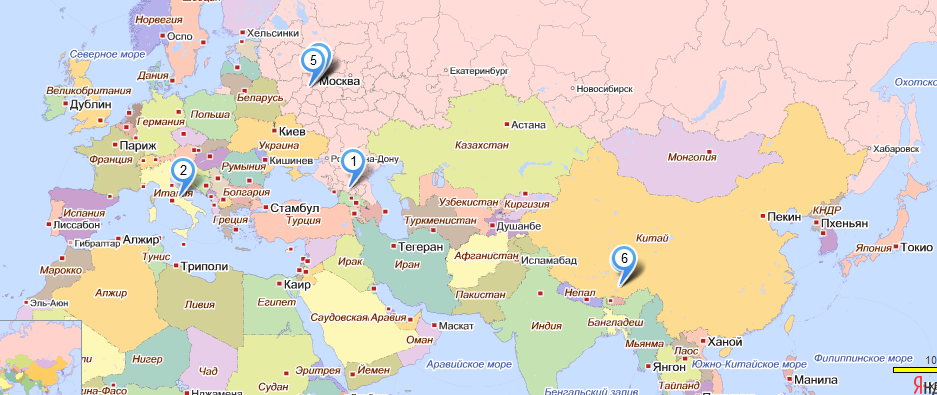 Норвегия
Хельсинки
Осло
Северное море
5
Москва
Екатеринбург
Новосибирск
Охотско
Дания
Великобритания
Дублин
Беларусь
Польша
Германия
Киев
Украина
Астана
Париж
Казахстан
Хабаровск
Франция
Кишинев
Румыния
1
2
Монголия
Италия
Болгария
Узбекистан
Киргизия
Испания
Стамбул
Турция
КНДР
Пекин
Пхеньян
Лиссабон
Греция
Туркменистан
Душанбе
Гибралтар
Алжир
Тегеран
Китай
Япония
Токио
Тунис
Афганистан
Исламабад
6
Марокко
Триполи
Ирак
Иран
Каир
Пакистан
Непал
Эль-Аюн
Алжир
Ливия
Египет
Саудовская Аравия
Маскат
Индия
Бангладеш
Оман
Мьянма
Ханой
Лаос
Нигер
Чад
Эритрея
Йемен
Аравийское море
Янгон
Южно-Китайское море
Филиппинское море
10
Судан
Таиланд
Манила
Бенгальский залив
Янд